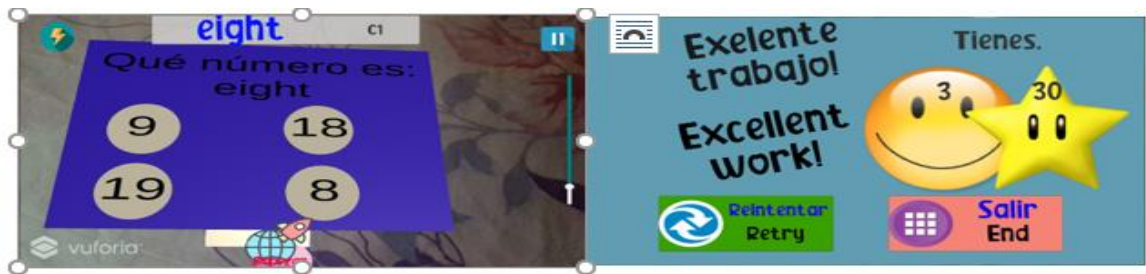 eight
C1
Qué número es:
eight
9
18
19
8
vuforia
Exelente
trabajo!
Excellent
work!
Tienes.
3
30
Reintentar
Retry
Salir
End